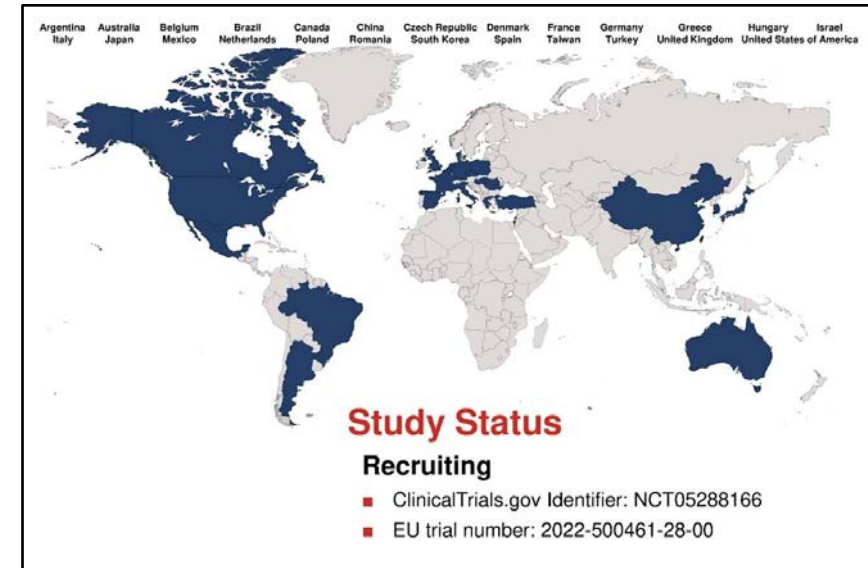 Argentina Australia Belgium Brazil Canada China Czech Republic Denmark France Germany Greece Hungary Israel
Italy Japan Mexico Netherlands Poland Romania South Korea Spain Taiwan Turkey United Kingdom United States of America
Study Status
Recruiting
■ ClinicalTrials.gov Identifier: NCT05288166
■ EU trial number: 2022-500461-28-00